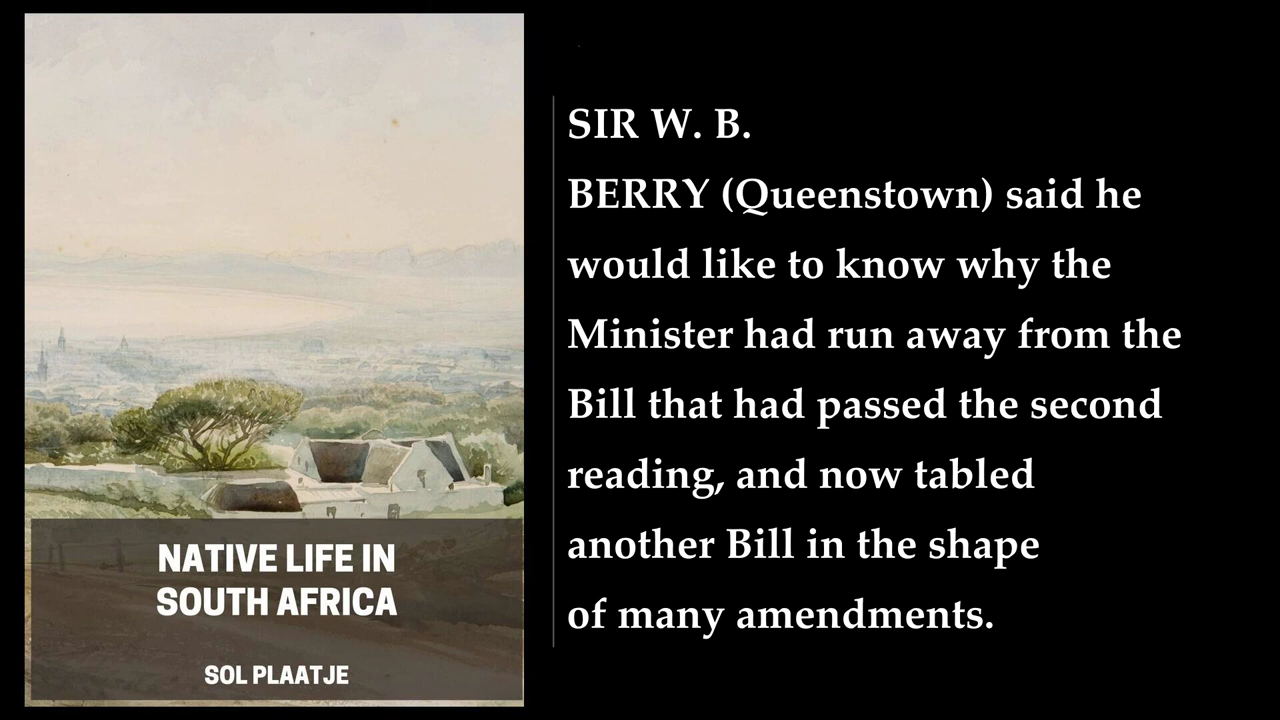 NATIVE LIFE IN
SOUTH AFRICA
SOL PLAATJE
SIR W. B.
BERRY (Queenstown) said he
would like to know why the
Minister had run away from the
Bill that had passed the second
reading, and now tabled
another Bill in the shape
of many amendments.